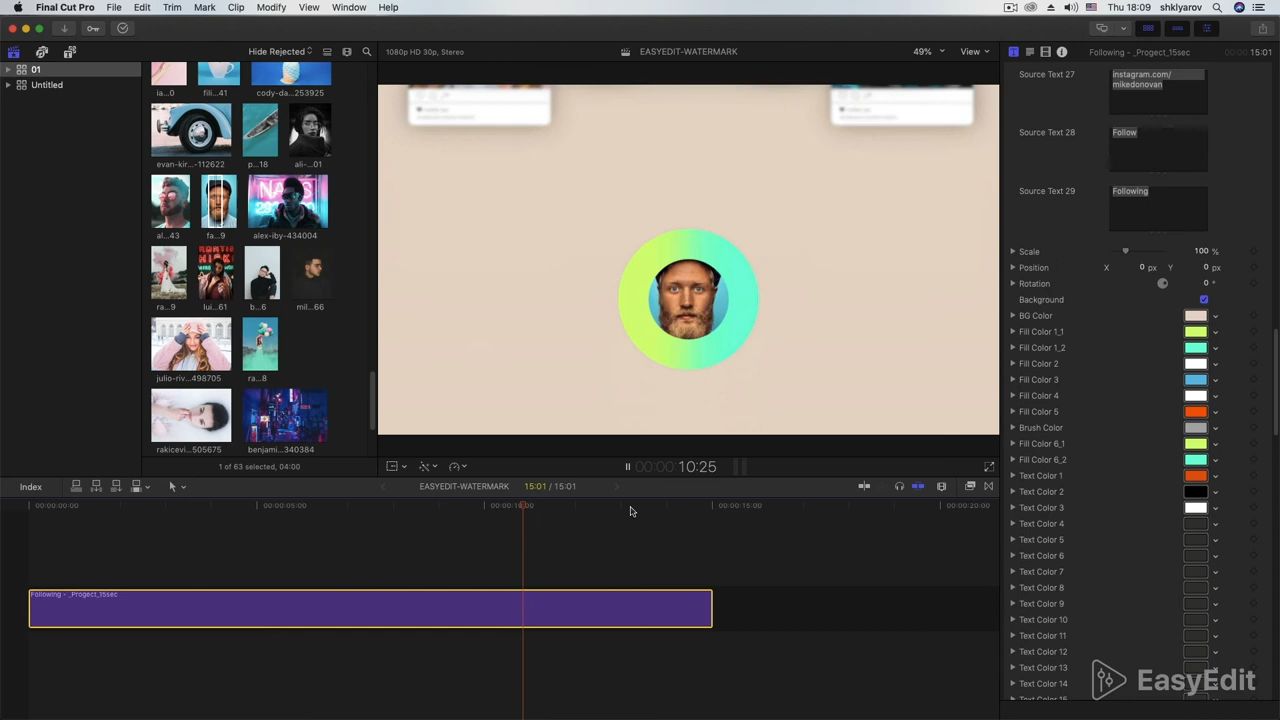 Final Cut Pro File Edit Trim Mark Clip Modify View Window Help Thu 18:09 shklyarov
Hide Rejected 1080p HD 30p, Stereo EASYEDIT-WATERMARK 49% View Following - _Progect_15sec 15:01
01
Untitled
ia...0 fili...41 cody-da...253925
evan-kir...-112622 p...18 ali-...01
al...43 fa...9 alex-iby-434004
ra...9 lui...61 b...6 mil...66
julio-riv...498705 ra...8
rakicevi...505675 benjami...340384
1 of 63 selected, 04:00
00:00:10:25
Source Text 27 instagram.com/
mikedonovan
Source Text 28 Follow
Source Text 29 Following
Scale 100 %
Position X 0 px Y 0 px
Rotation 0 °
Background
BG Color
Fill Color 1_1
Fill Color 1_2
Fill Color 2
Fill Color 3
Fill Color 4
Fill Color 5
Brush Color
Fill Color 6_1
Fill Color 6_2
Text Color 1
Text Color 2
Text Color 3
Text Color 4
Text Color 5
Text Color 6
Text Color 7
Text Color 8
Text Color 9
Text Color 10
Text Color 11
Text Color 12
Text Color 13
Text Color 14
Index EASYEDIT-WATERMARK 15:01 / 15:01
00:00:00:00 00:00:05:00 00:00:10:00 00:00:15:00 00:00:20:00
Following - _Progect_15sec
EasyEdit